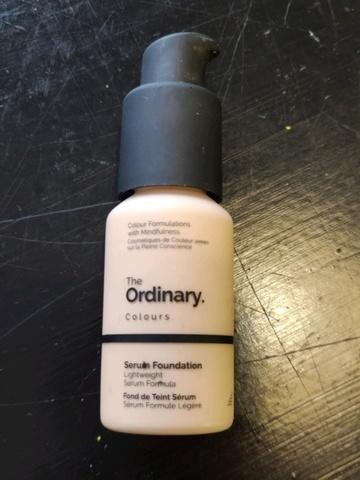 Colour Formulations
with Mindfulness
Cosmétiques de Couleur axées
sur la Pleine Conscience
The
Ordinary.
Colours
Serum Foundation
Lightweight
Serum Formula
Fond de Teint Sérum
Sérum Formule Légère